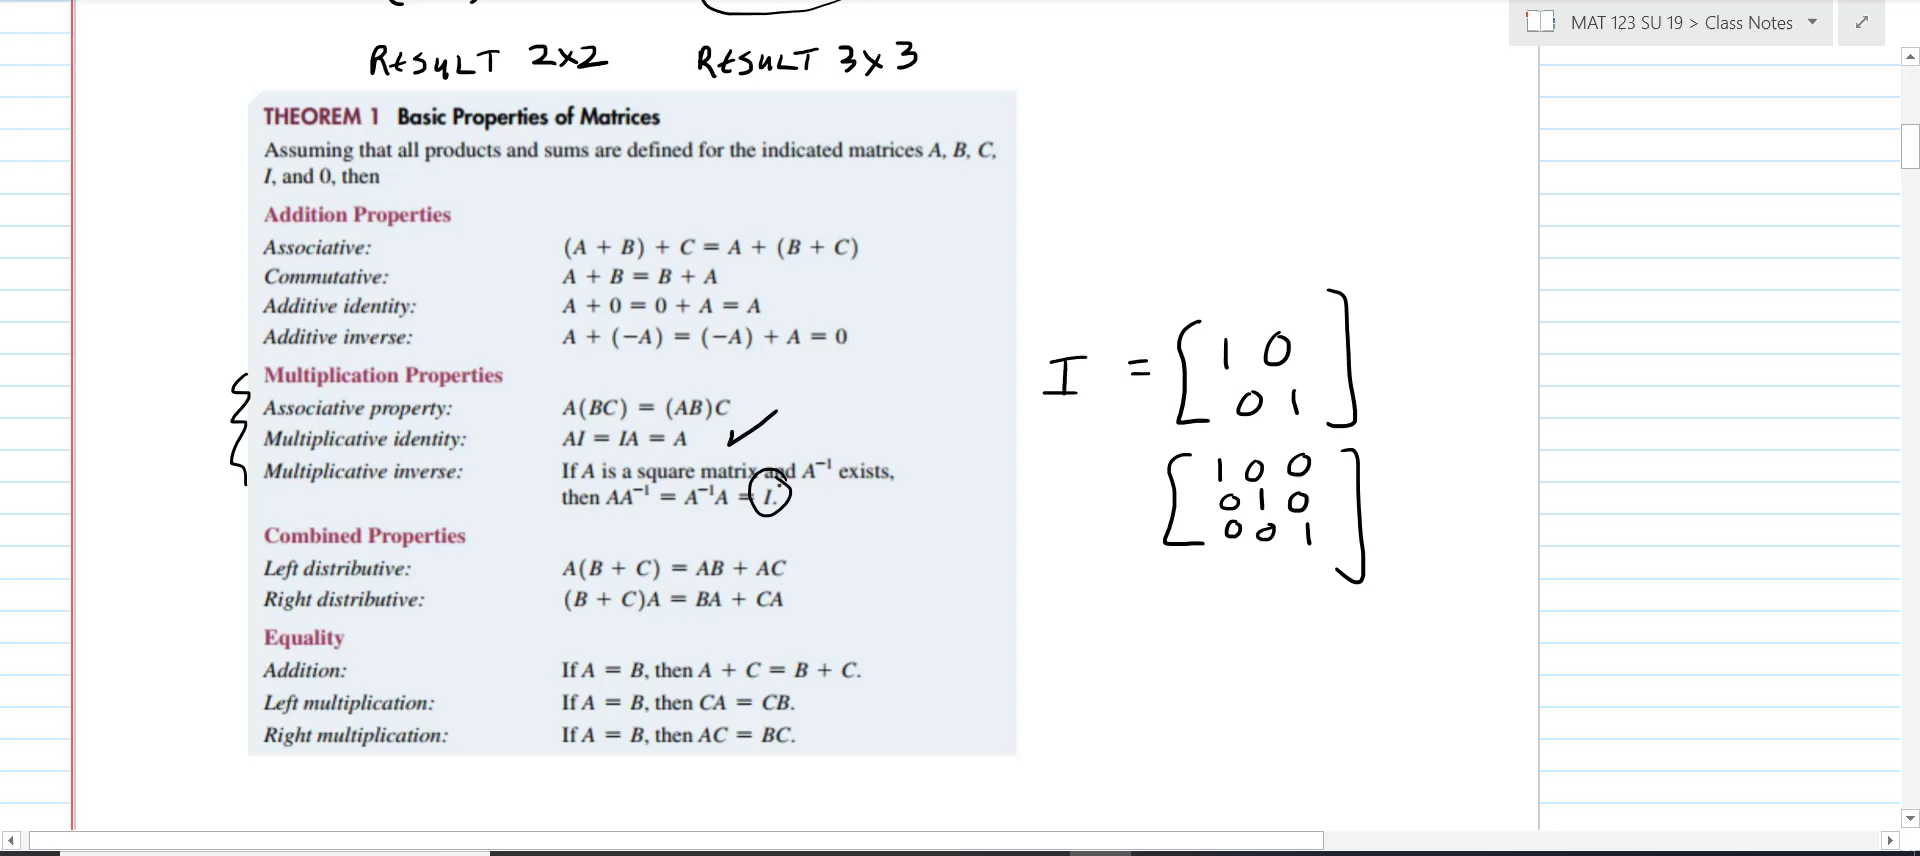 MAT 123 SU 19 > Class Notes
RESULT 2x2 RESULT 3x3
THEOREM 1 Basic Properties of Matrices
Assuming that all products and sums are defined for the indicated matrices A, B, C,
I, and 0, then
Addition Properties
Associative: (A + B) + C = A + (B + C)
Commutative: A + B = B + A
Additive identity: A + 0 = 0 + A = A
Additive inverse: A + (−A) = (−A) + A = 0
Multiplication Properties
Associative property: A(BC) = (AB)C
Multiplicative identity: AI = IA = A ✓
Multiplicative inverse: If A is a square matrix and A⁻¹ exists,
then AA⁻¹ = A⁻¹A = I.
Combined Properties
Left distributive: A(B + C) = AB + AC
Right distributive: (B + C)A = BA + CA
Equality
Addition: If A = B, then A + C = B + C.
Left multiplication: If A = B, then CA = CB.
Right multiplication: If A = B, then AC = BC.
I = [ 1 0
0 1 ]
[ 1 0 0
0 1 0
0 0 1 ]